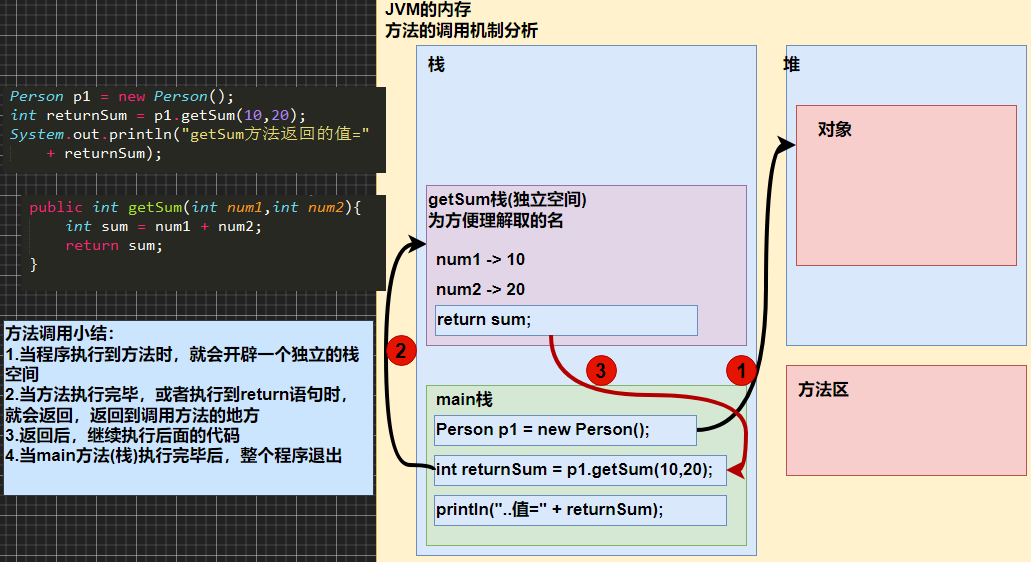 JVM的内存
方法的调用机制分析
Person p1 = new Person();
int returnSum = p1.getSum(10,20);
System.out.println("getSum方法返回的值="
+ returnSum);
public int getSum(int num1,int num2){
int sum = num1 + num2;
return sum;
}
方法调用小结：
1.当程序执行到方法时，就会开辟一个独立的栈
空间
2.当方法执行完毕，或者执行到return语句时，
就会返回，返回到调用方法的地方
3.返回后，继续执行后面的代码
4.当main方法(栈)执行完毕后，整个程序退出
栈
getSum栈(独立空间)
为方便理解取的名
num1 -> 10
num2 -> 20
return sum;
2
3
1
main栈
Person p1 = new Person();
int returnSum = p1.getSum(10,20);
println("..值=" + returnSum);
堆
对象
方法区